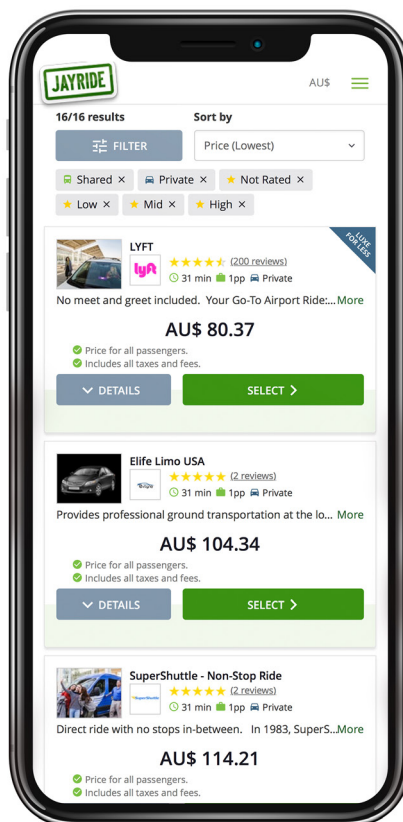 JAYRIDE
AU$
16/16 results
Sort by
FILTER
Price (Lowest)
Shared × Private × Not Rated ×
Low × Mid × High ×
LUXE
FOR LESS
LYFT
lyft
(200 reviews)
31 min 1pp Private
No meet and greet included. Your Go-To Airport Ride:... More
AU$ 80.37
Price for all passengers.
Includes all taxes and fees.
DETAILS
SELECT
Elife Limo USA
(2 reviews)
31 min 1pp Private
Provides professional ground transportation at the lo... More
AU$ 104.34
Price for all passengers.
Includes all taxes and fees.
DETAILS
SELECT
SuperShuttle - Non-Stop Ride
SuperShuttle
(2 reviews)
31 min 1pp Private
Direct ride with no stops in-between. In 1983, SuperS...More
AU$ 114.21
Price for all passengers.
Includes all taxes and fees.